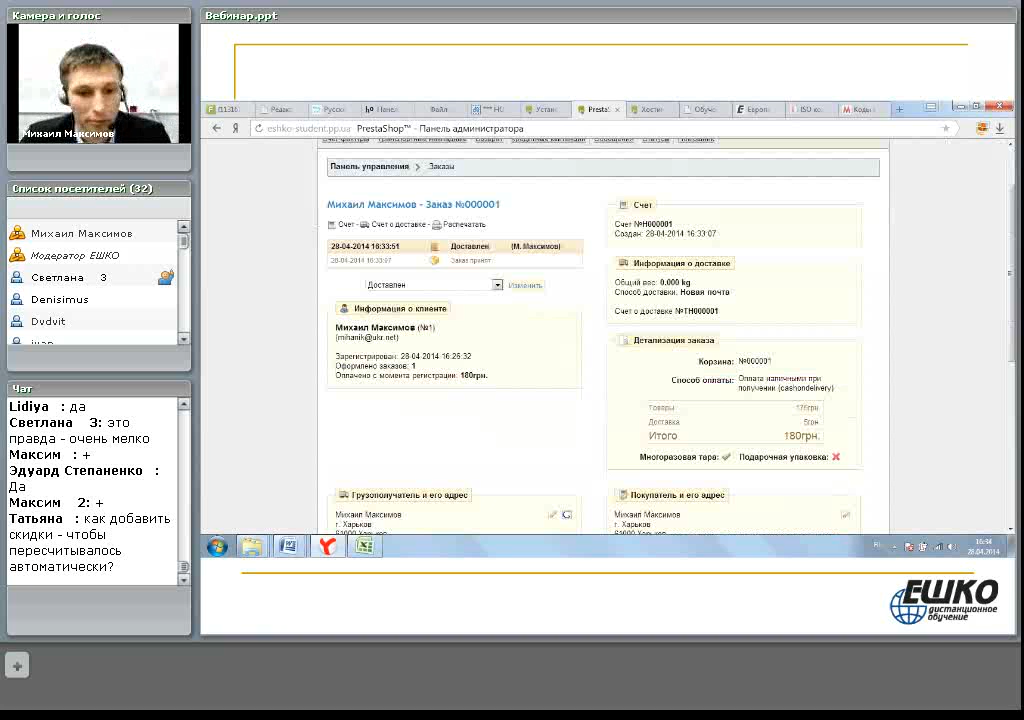 Камера и голос
Михаил Максимов
Список посетителей (32)
Михаил Максимов
Модератор ЕШКО
Светлана 3
Denisimus
Dvdvit
Чат
Lidiya : да
Светлана 3: это
правда - очень мелко
Максим : +
Эдуард Степаненко :
Да
Максим 2: +
Татьяна : как добавить
скидки - чтобы
пересчитывалось
автоматически?
Вебинар.ppt
eshko-student.pp.ua PrestaShop™ - Панель администратора
Панель управления > Заказы
Михаил Максимов - Заказ №000001
Счет - Счет о доставке - Распечатать
28-04-2014 16:33:51 Доставлен (М. Максимов)
28-04-2014 16:33:07 Заказ принят
Доставлен Изменить
Информация о клиенте
Михаил Максимов (№1)
(mihanik@ukr.net)
Зарегистрирован: 28-04-2014 16:26:32
Оформлено заказов: 1
Оплачено с момента регистрации: 180грн.
Счет
Счет №Н000001
Создан: 28-04-2014 16:33:07
Информация о доставке
Общий вес: 0.000 kg
Способ доставки: Новая почта
Счет о доставке №ТН000001
Детализация заказа
Корзина: №000001
Способ оплаты: Оплата наличными при
получении (cashondelivery)
Товары 175грн.
Доставка 5грн.
Итого 180грн.
Многоразовая тара: Подарочная упаковка:
Грузополучатель и его адрес
Михаил Максимов
г. Харьков
Покупатель и его адрес
Михаил Максимов
г. Харьков
16:34
28.04.2014
ЕШКО
дистанционное
обучение